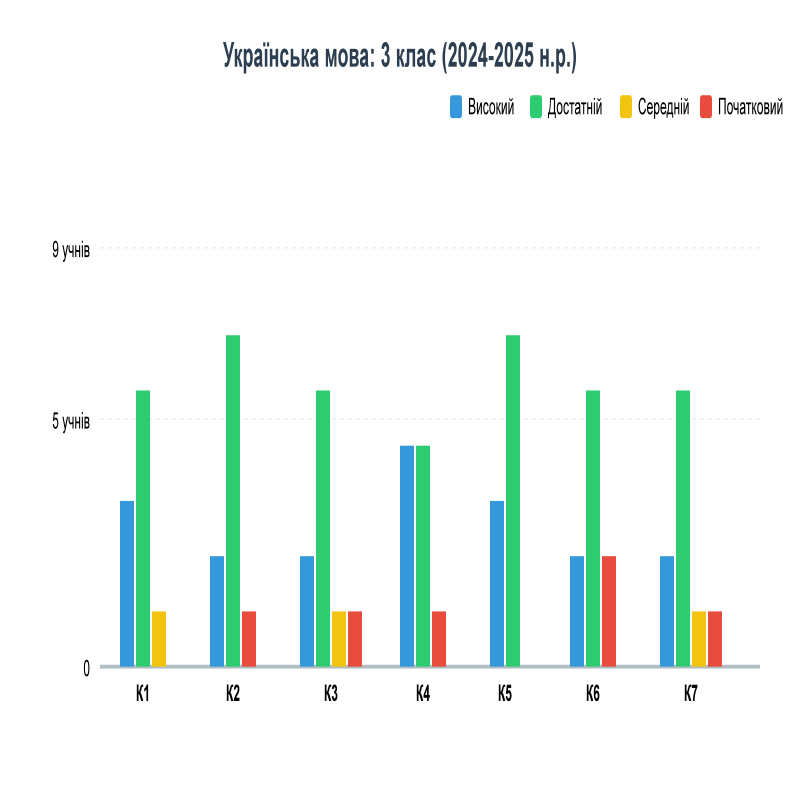 Українська мова: 3 клас (2024-2025 н.р.)
Високий Достатній Середній Початковий
9 учнів
5 учнів
0
К1 К2 К3 К4 К5 К6 К7